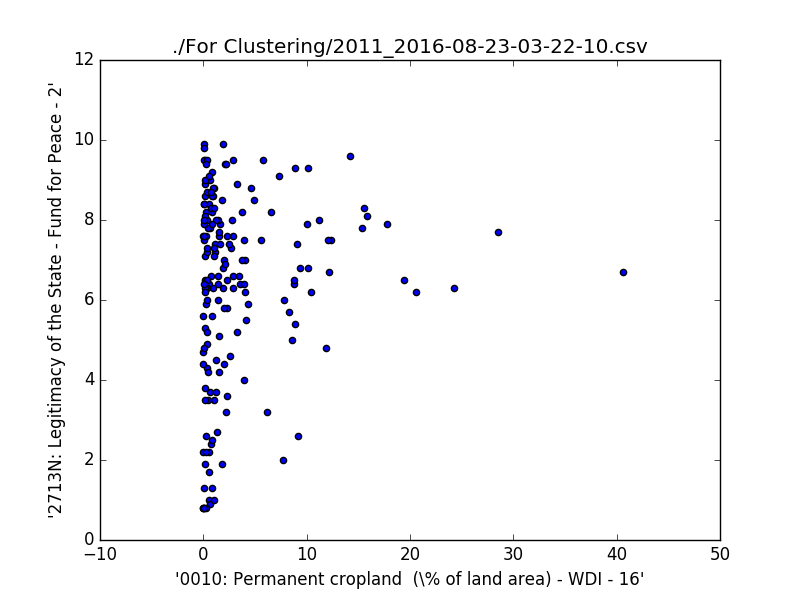 ./For Clustering/2011_2016-08-23-03-22-10.csv
12
10
8
6
4
2
0
'2713N: Legitimacy of the State - Fund for Peace - 2'
−10 0 10 20 30 40 50
'0010: Permanent cropland  (\% of land area) - WDI - 16'